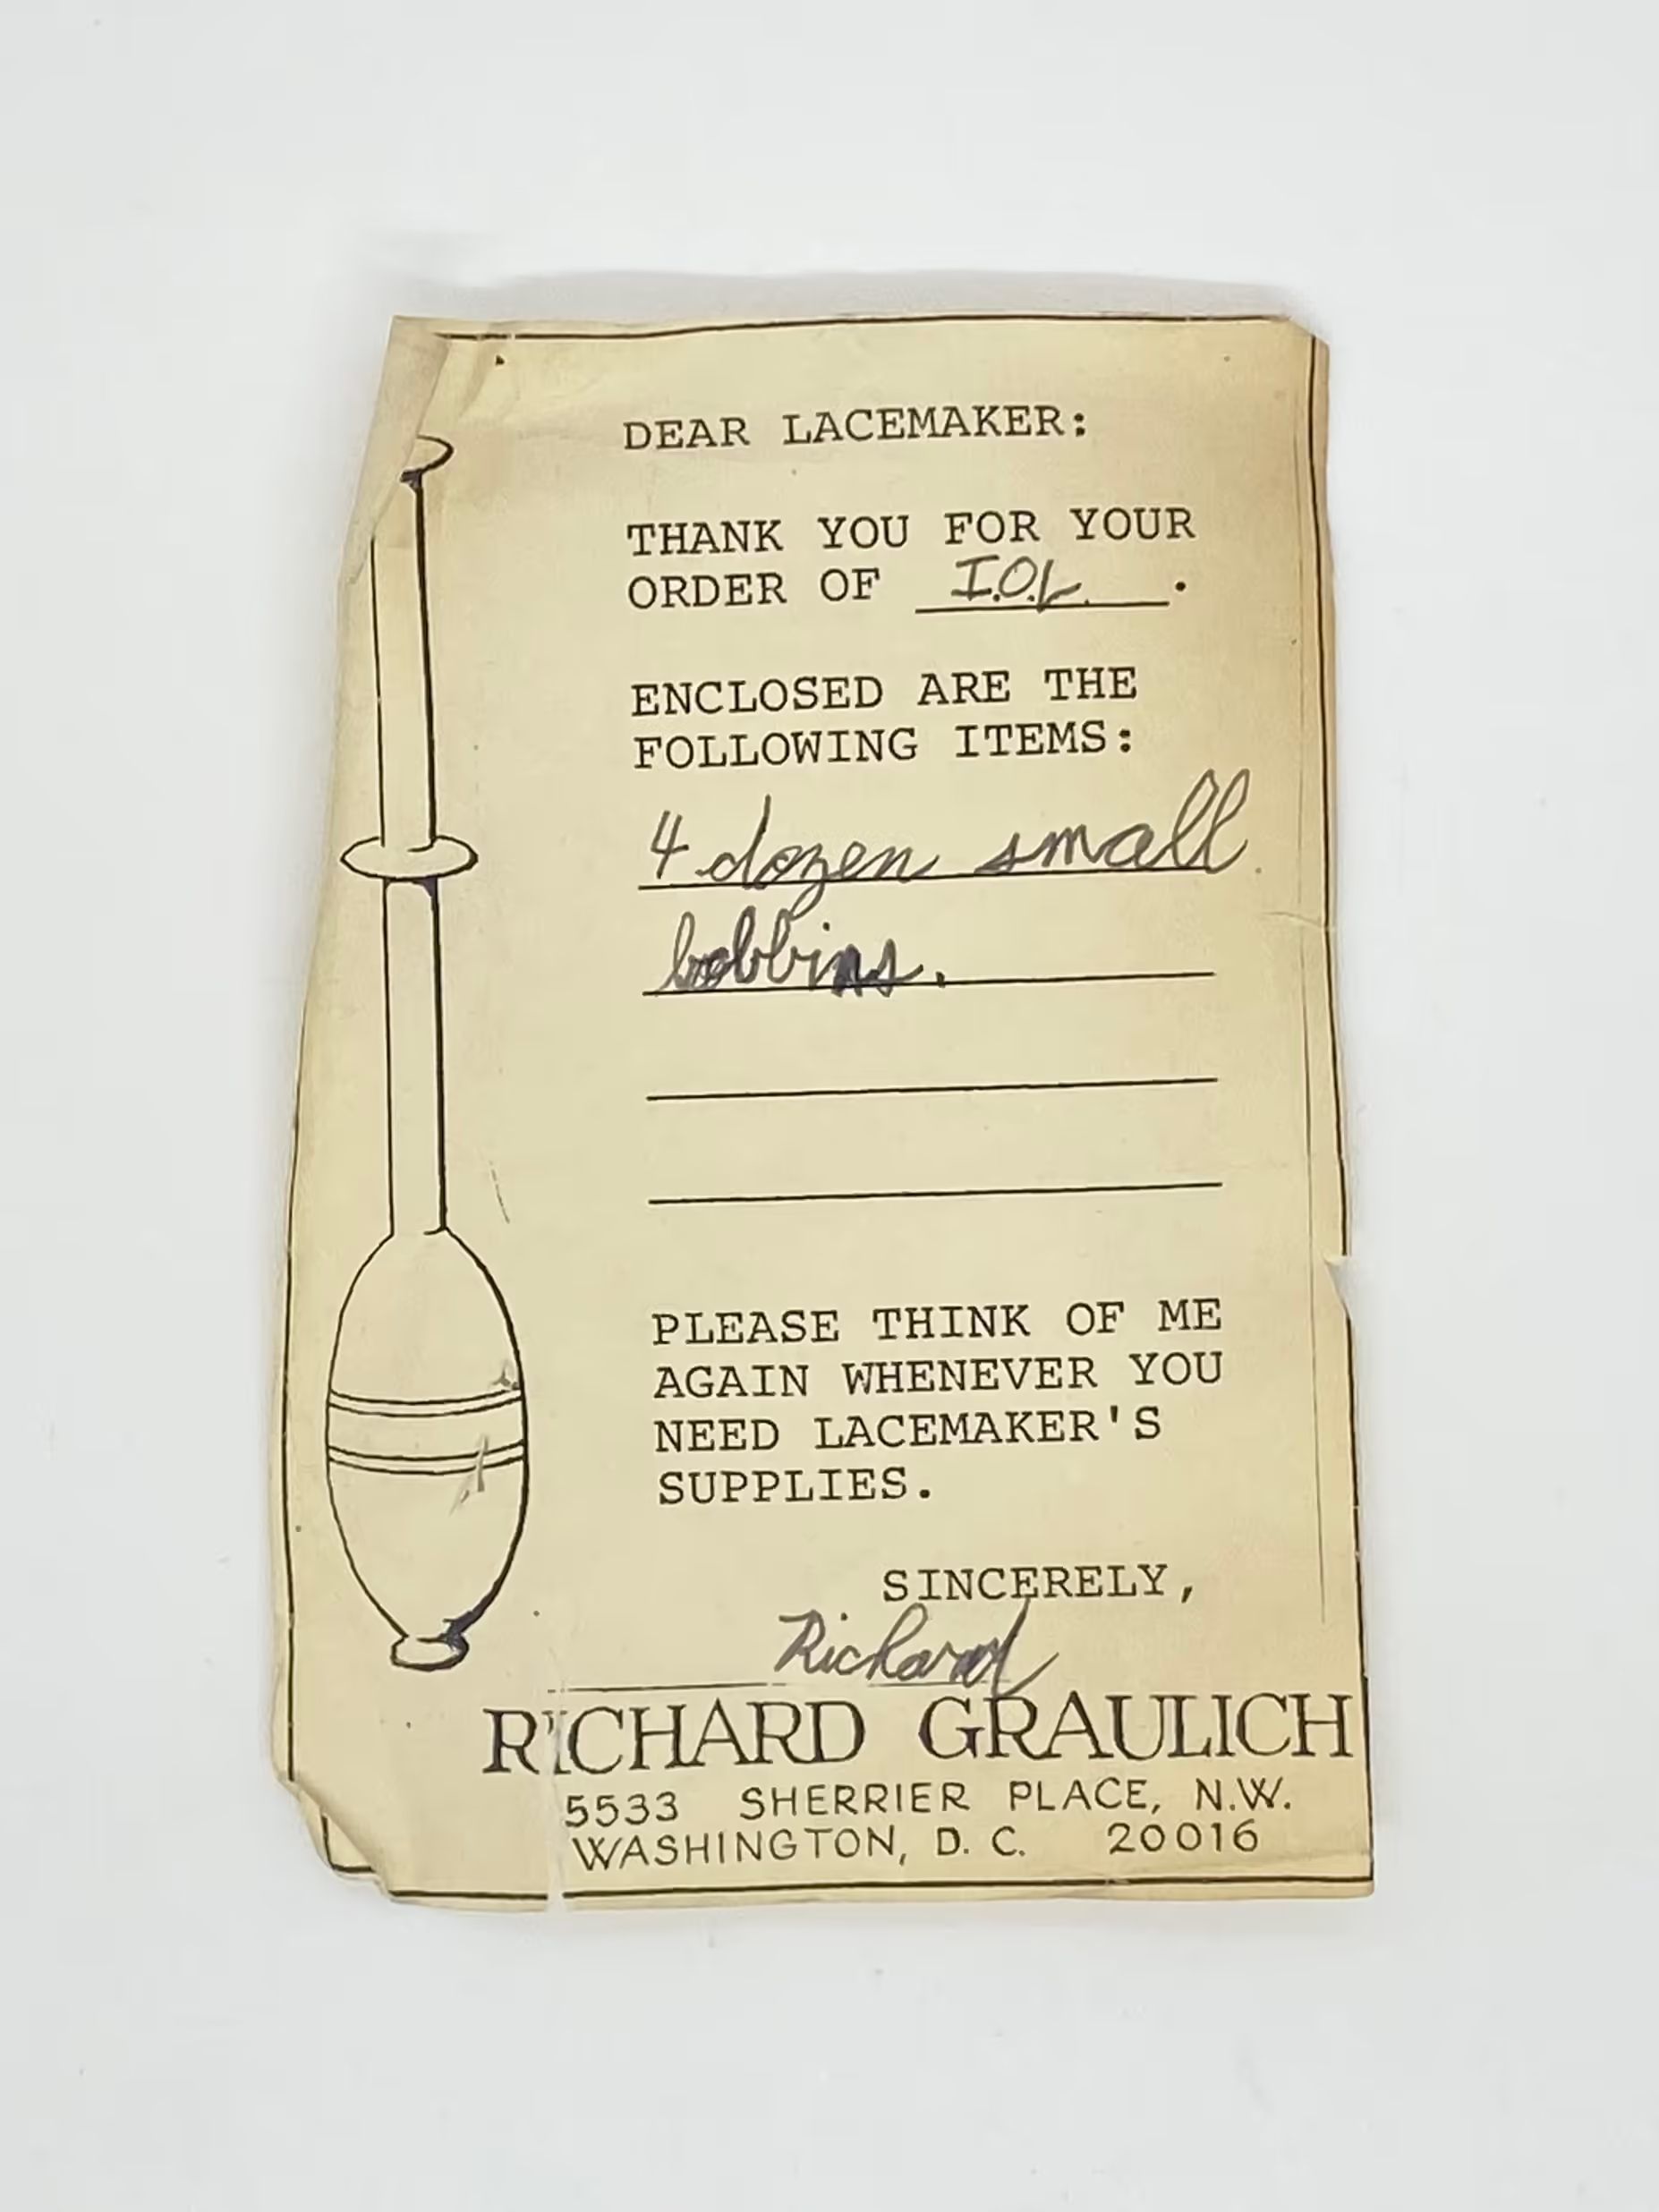 DEAR LACEMAKER:
THANK YOU FOR YOUR
ORDER OF I.O.L.
ENCLOSED ARE THE
FOLLOWING ITEMS:
4 dozen small
bobbins.
PLEASE THINK OF ME
AGAIN WHENEVER YOU
NEED LACEMAKER'S
SUPPLIES.
SINCERELY,
Richard
RICHARD GRAULICH
5533 SHERRIER PLACE, N.W.
WASHINGTON, D. C. 20016